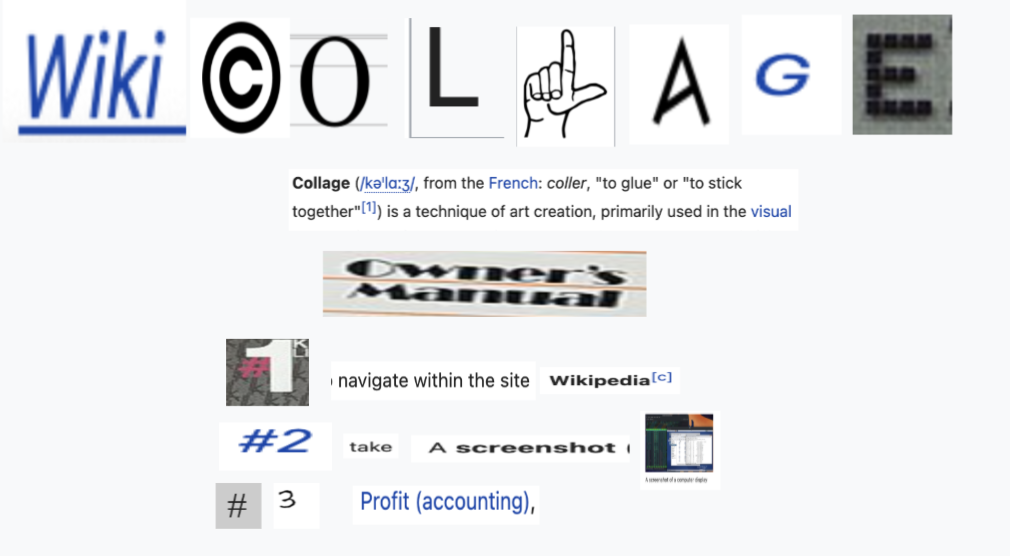 Wiki ©OLLAGE
Collage (/kəˈlɑːʒ/, from the French: coller, "to glue" or "to stick
together"[1]) is a technique of art creation, primarily used in the visual
Owner's
Manual
#1 navigate within the site Wikipedia[c]
#2 take A screenshot (
A screenshot of a computer display
# 3 Profit (accounting),